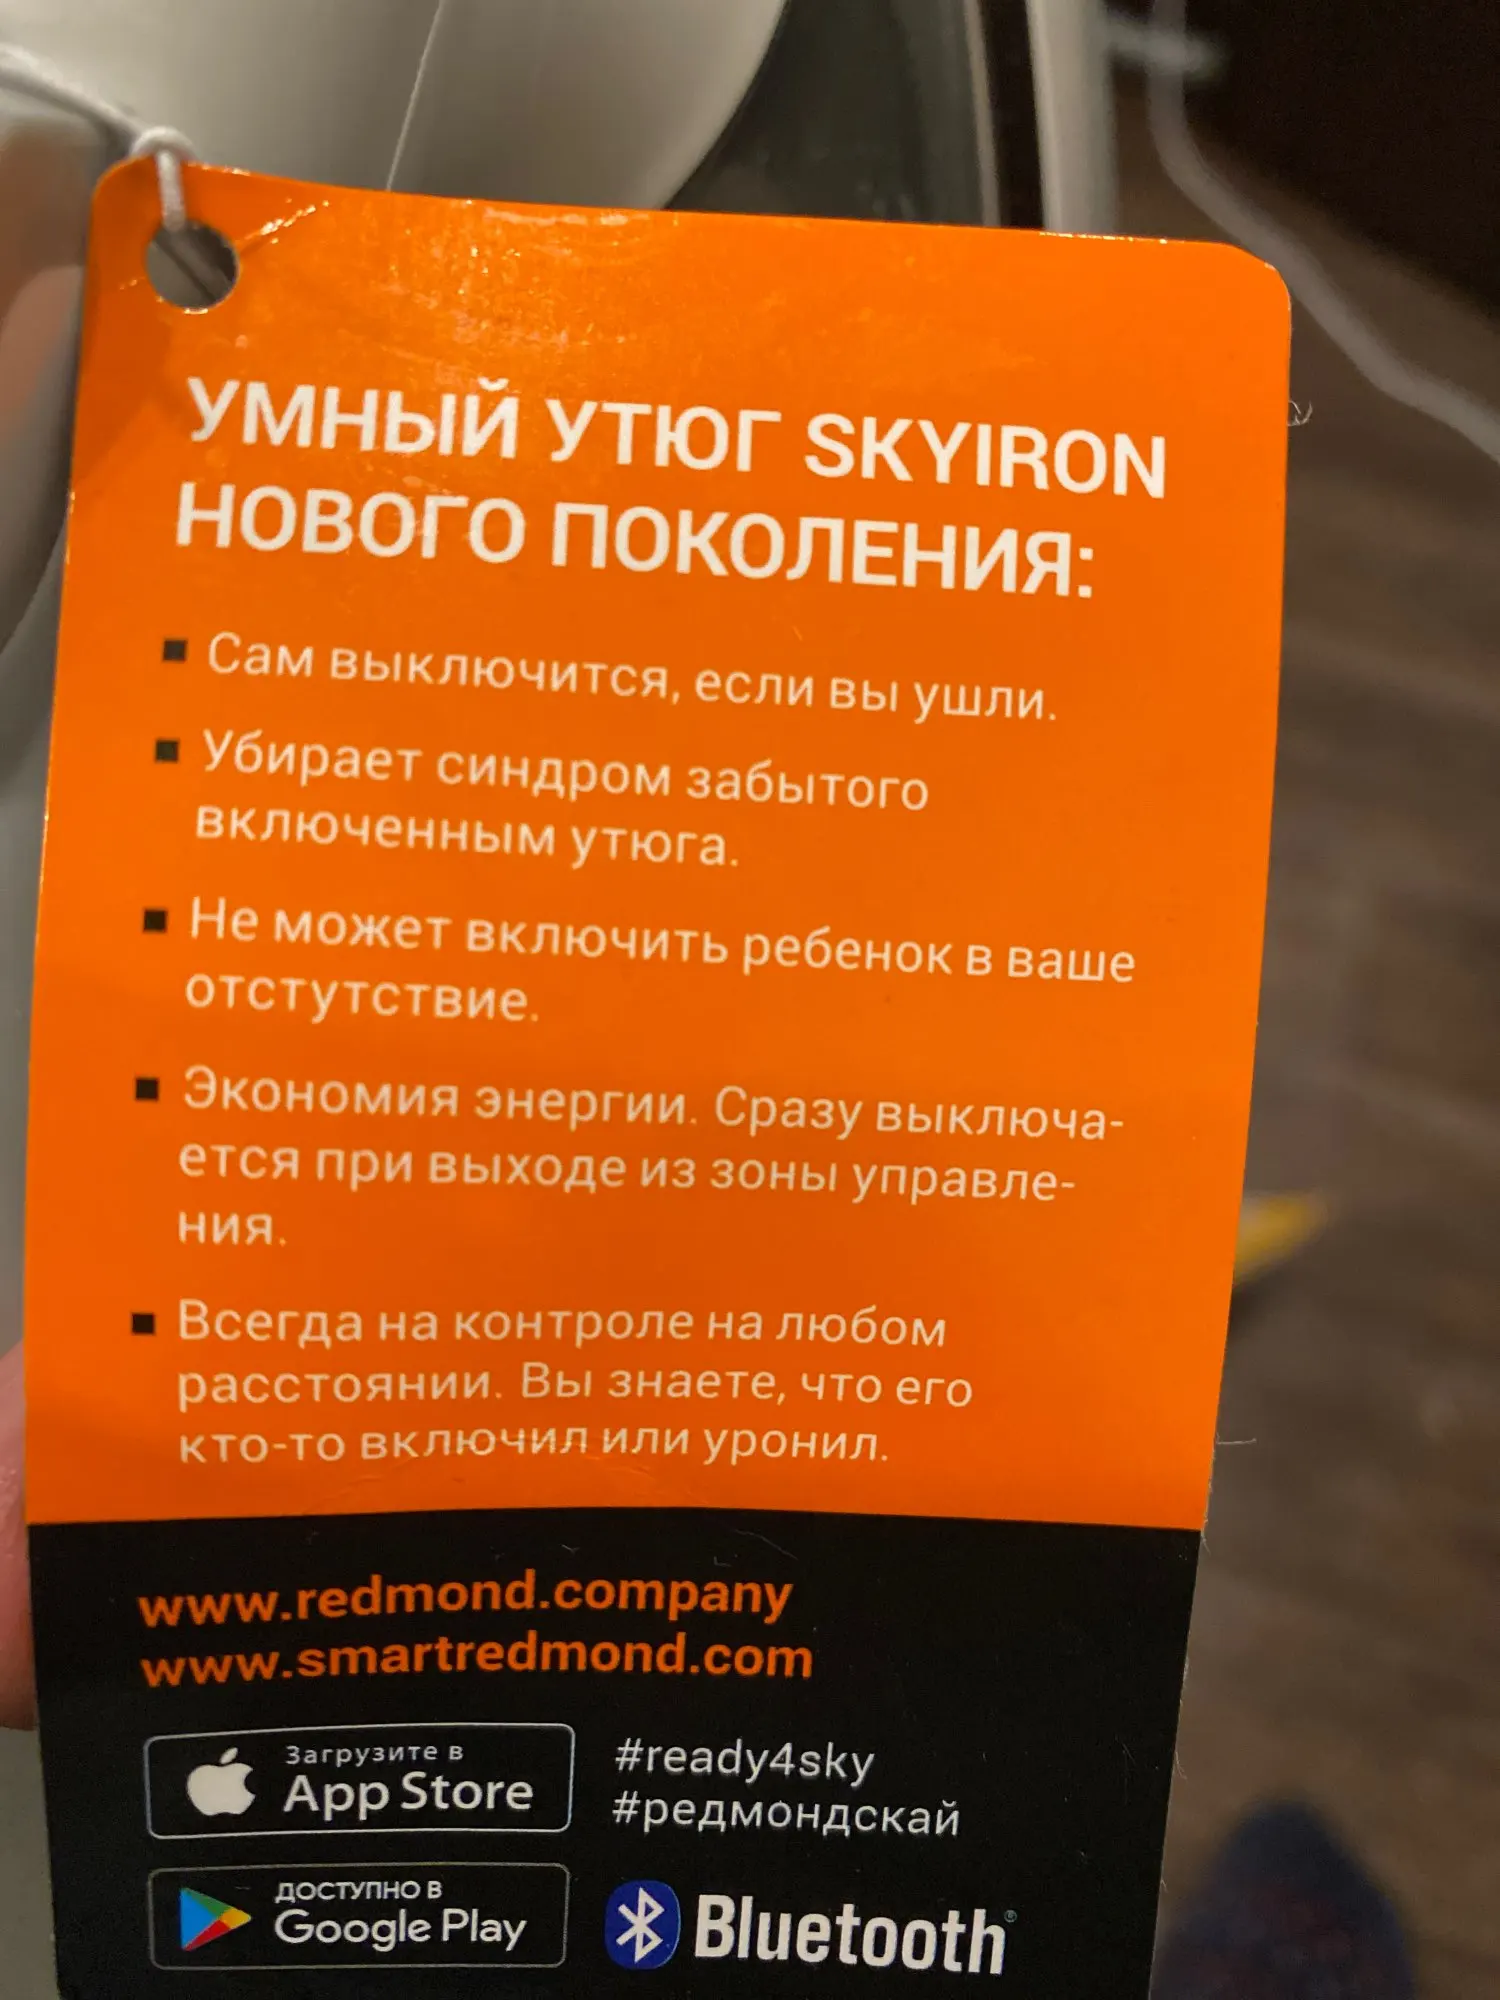 УМНЫЙ УТЮГ SKYIRON
НОВОГО ПОКОЛЕНИЯ:
▪ Сам выключится, если вы ушли.
▪ Убирает синдром забытого
включенным утюга.
▪ Не может включить ребенок в ваше
отстутствие.
▪ Экономия энергии. Сразу выключа-
ется при выходе из зоны управле-
ния.
▪ Всегда на контроле на любом
расстоянии. Вы знаете, что его
кто-то включил или уронил.
www.redmond.company
www.smartredmond.com
Загрузите в
App Store
#ready4sky
#редмондскай
ДОСТУПНО В
Google Play
Bluetooth®